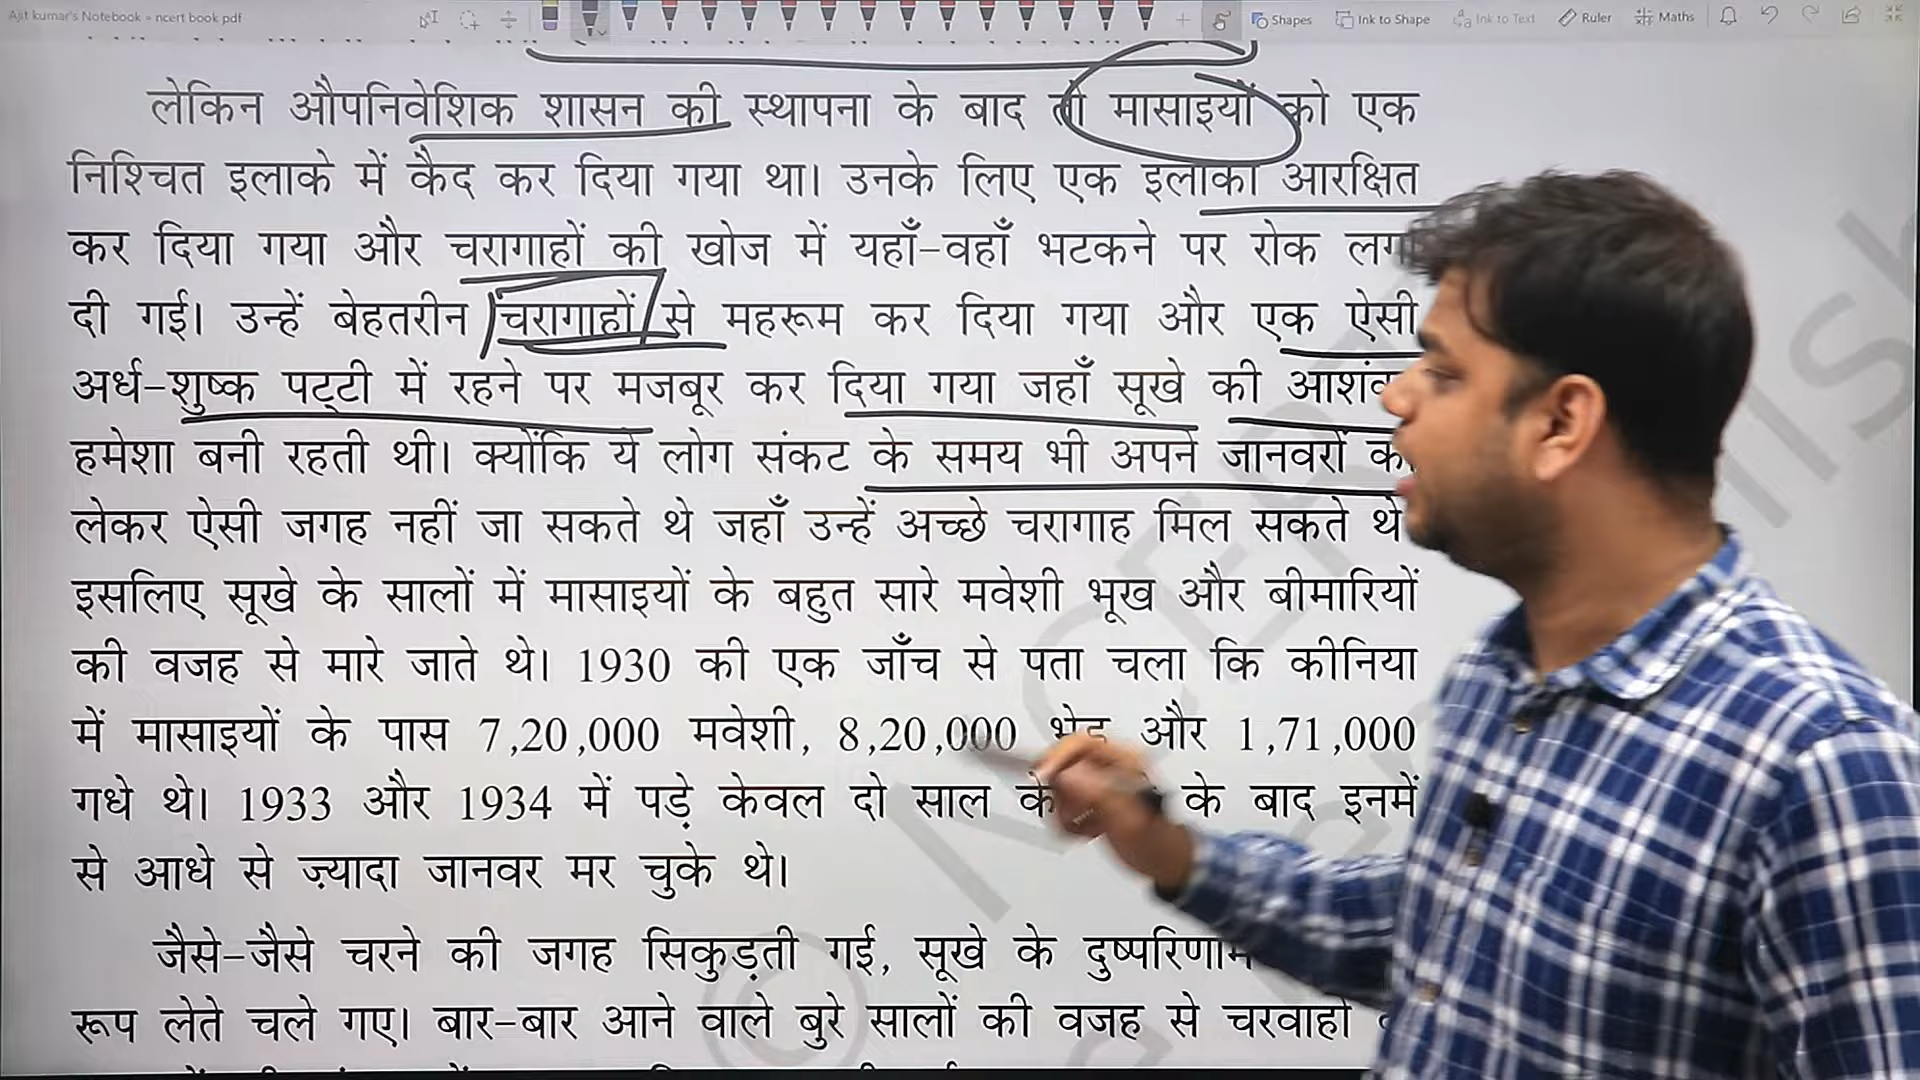 Ajit kumar's Notebook » ncert book pdf
Shapes
Ink to Shape
Ink to Text
Ruler
Maths
लेकिन औपनिवेशिक शासन की स्थापना के बाद तो मासाइयों को एक
निश्चित इलाके में कैद कर दिया गया था। उनके लिए एक इलाका आरक्षित
कर दिया गया और चरागाहों की खोज में यहाँ-वहाँ भटकने पर रोक लगा
दी गई। उन्हें बेहतरीन चरागाहों से महरूम कर दिया गया और एक ऐसी
अर्ध-शुष्क पट्टी में रहने पर मजबूर कर दिया गया जहाँ सूखे की आशंका
हमेशा बनी रहती थी। क्योंकि ये लोग संकट के समय भी अपने जानवरों को
लेकर ऐसी जगह नहीं जा सकते थे जहाँ उन्हें अच्छे चरागाह मिल सकते थे
इसलिए सूखे के सालों में मासाइयों के बहुत सारे मवेशी भूख और बीमारियों
की वजह से मारे जाते थे। 1930 की एक जाँच से पता चला कि कीनिया
में मासाइयों के पास 7,20,000 मवेशी, 8,20,000 भेड़ और 1,71,000
गधे थे। 1933 और 1934 में पड़े केवल दो साल के के बाद इनमें
से आधे से ज़्यादा जानवर मर चुके थे।
जैसे-जैसे चरने की जगह सिकुड़ती गई, सूखे के दुष्परिणाम
रूप लेते चले गए। बार-बार आने वाले बुरे सालों की वजह से चरवाहों